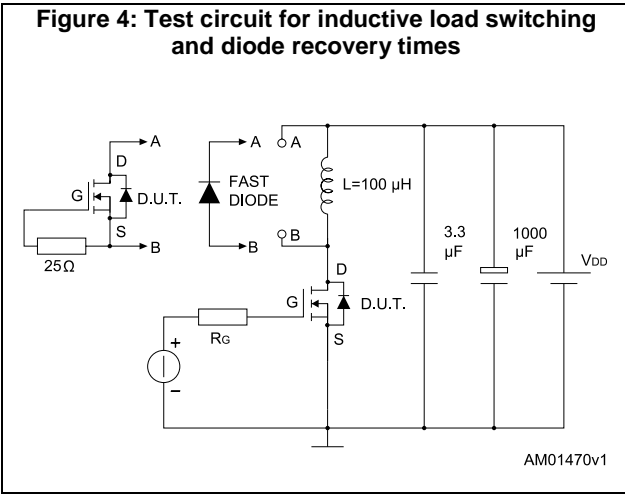 Figure 4: Test circuit for inductive load switching
and diode recovery times
A
A
A
D
G
D.U.T.
S
B
25Ω
FAST
DIODE
B
B
L=100 µH
3.3
µF
1000
µF
VDD
D
G
D.U.T.
S
RG
+
−
AM01470v1